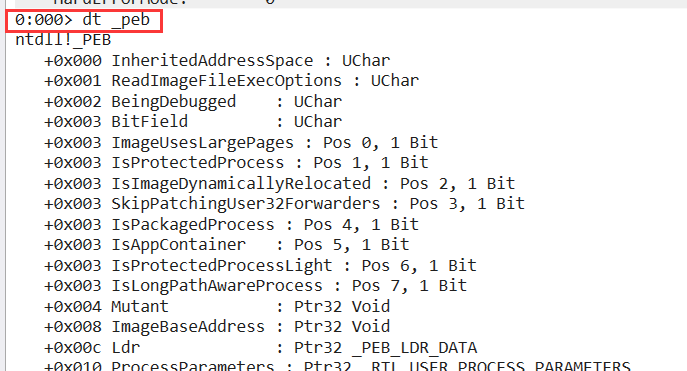 HardErrorMode: 0
0:000> dt _peb
ntdll!_PEB
+0x000 InheritedAddressSpace : UChar
+0x001 ReadImageFileExecOptions : UChar
+0x002 BeingDebugged : UChar
+0x003 BitField : UChar
+0x003 ImageUsesLargePages : Pos 0, 1 Bit
+0x003 IsProtectedProcess : Pos 1, 1 Bit
+0x003 IsImageDynamicallyRelocated : Pos 2, 1 Bit
+0x003 SkipPatchingUser32Forwarders : Pos 3, 1 Bit
+0x003 IsPackagedProcess : Pos 4, 1 Bit
+0x003 IsAppContainer : Pos 5, 1 Bit
+0x003 IsProtectedProcessLight : Pos 6, 1 Bit
+0x003 IsLongPathAwareProcess : Pos 7, 1 Bit
+0x004 Mutant : Ptr32 Void
+0x008 ImageBaseAddress : Ptr32 Void
+0x00c Ldr : Ptr32 _PEB_LDR_DATA
+0x010 ProcessParameters : Ptr32 _RTL_USER_PROCESS_PARAMETERS